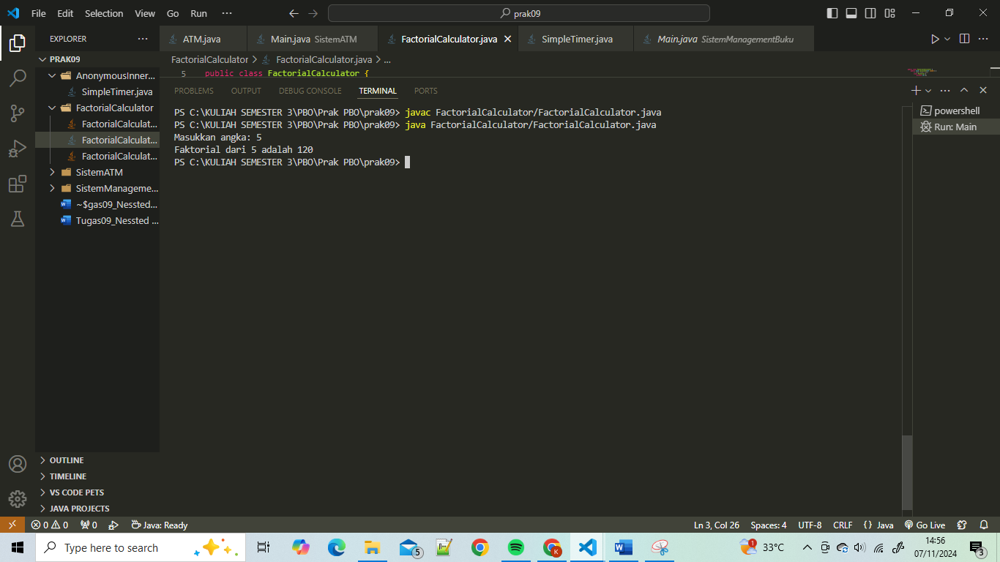 File Edit Selection View Go Run ··· prak09
EXPLORER ···
ATM.java Main.java SistemATM FactorialCalculator.java SimpleTimer.java Main.java SistemManagementBuku
PRAK09
AnonymousInner...
SimpleTimer.java
FactorialCalculator
FactorialCalculat...
FactorialCalculat...
FactorialCalculat...
SistemATM
SistemManageme...
~$gas09_Nessted...
Tugas09_Nessted ...
OUTLINE
TIMELINE
VS CODE PETS
JAVA PROJECTS
FactorialCalculator > FactorialCalculator.java > ...
5 public class FactorialCalculator {
PROBLEMS OUTPUT DEBUG CONSOLE TERMINAL PORTS
PS C:\KULIAH SEMESTER 3\PBO\Prak PBO\prak09> javac FactorialCalculator/FactorialCalculator.java
PS C:\KULIAH SEMESTER 3\PBO\Prak PBO\prak09> java FactorialCalculator/FactorialCalculator.java
Masukkan angka: 5
Faktorial dari 5 adalah 120
PS C:\KULIAH SEMESTER 3\PBO\Prak PBO\prak09>
powershell
Run: Main
0 0 0 Java: Ready Ln 3, Col 26 Spaces: 4 UTF-8 CRLF {} Java Go Live
Type here to search 5 K 1 33°C 14:56
07/11/2024 3